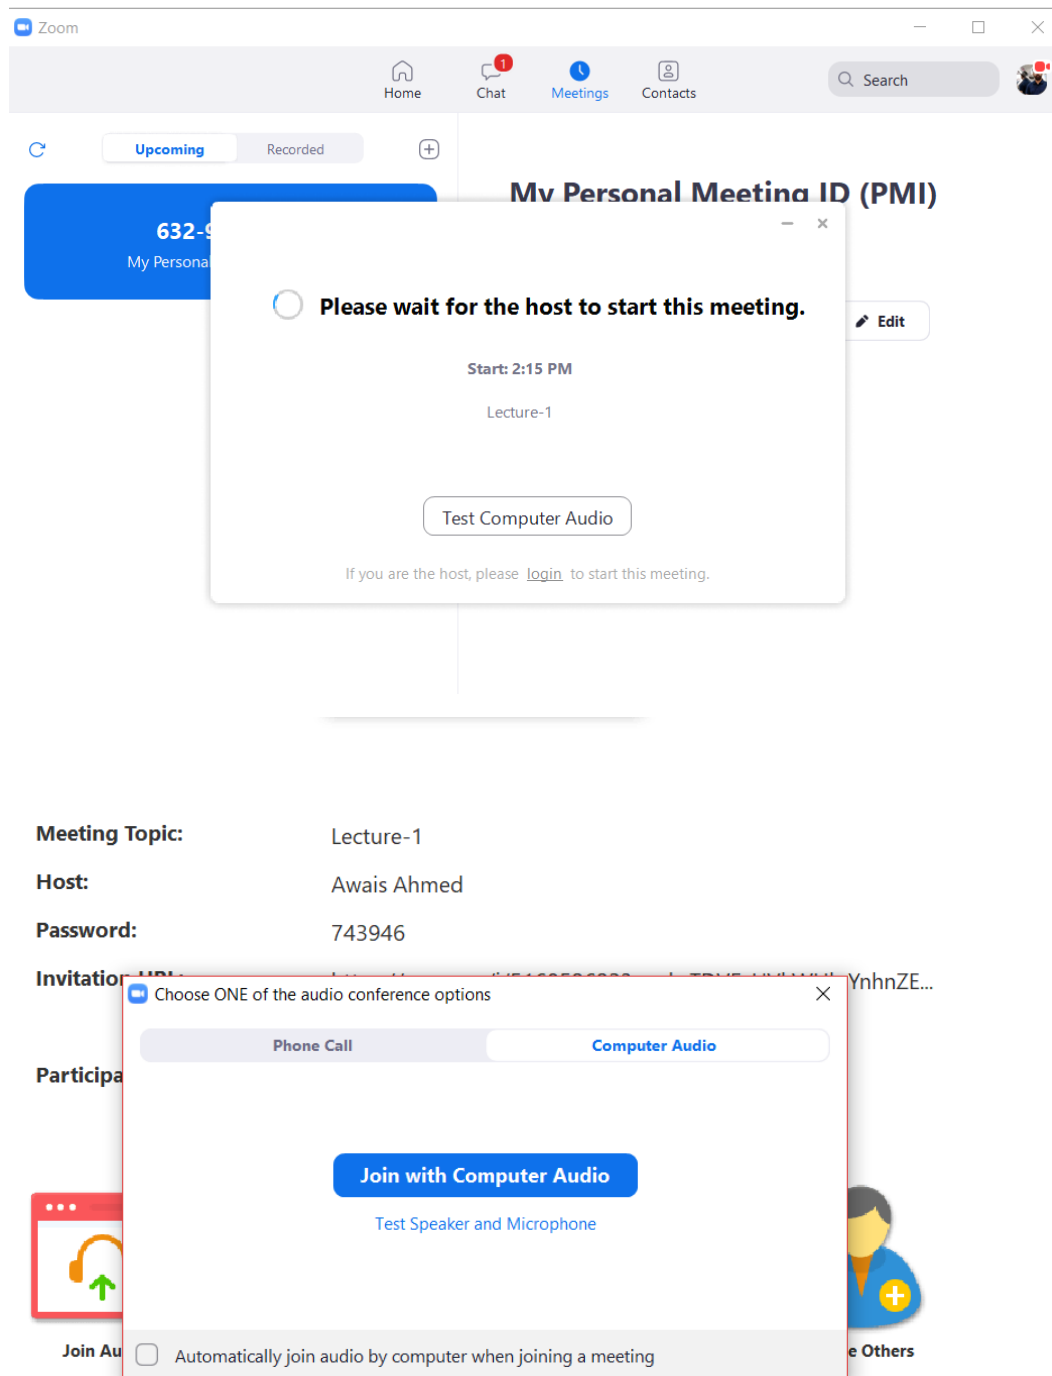 Zoom
1
Home Chat Meetings Contacts
Search
Upcoming Recorded
My Personal Meeting ID (PMI)
632-9
My Personal
Please wait for the host to start this meeting.
Edit
Start: 2:15 PM
Lecture-1
Test Computer Audio
If you are the host, please login to start this meeting.
Meeting Topic: Lecture-1
Host: Awais Ahmed
Password: 743946
Invitation
YnhnZE...
Choose ONE of the audio conference options
Phone Call Computer Audio
Participa
Join with Computer Audio
Test Speaker and Microphone
Join Au
e Others
Automatically join audio by computer when joining a meeting